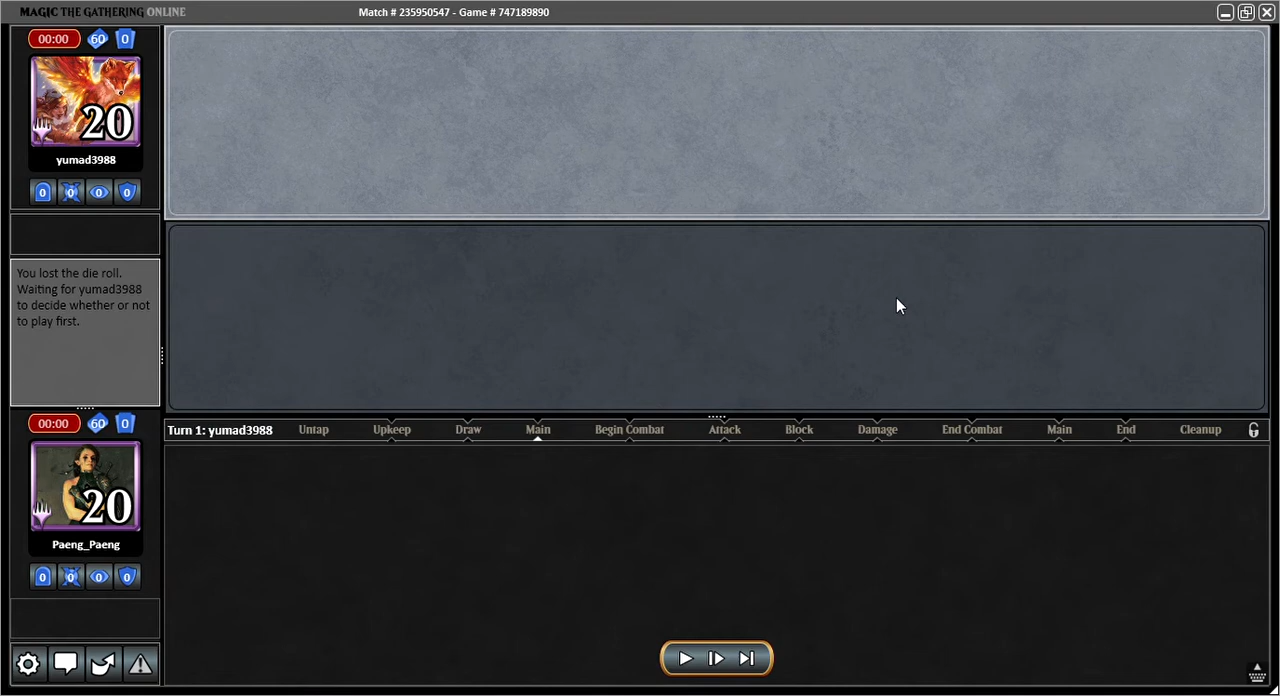 MAGIC THE GATHERING ONLINE
Match # 235950547 - Game # 747189890
00:00 60 0
20
yumad3988
0 0 0 0
You lost the die roll.
Waiting for yumad3988
to decide whether or not
to play first.
00:00 60 0
Turn 1: yumad3988 Untap Upkeep Draw Main Begin Combat Attack Block Damage End Combat Main End Cleanup
20
Paeng_Paeng
0 0 0 0